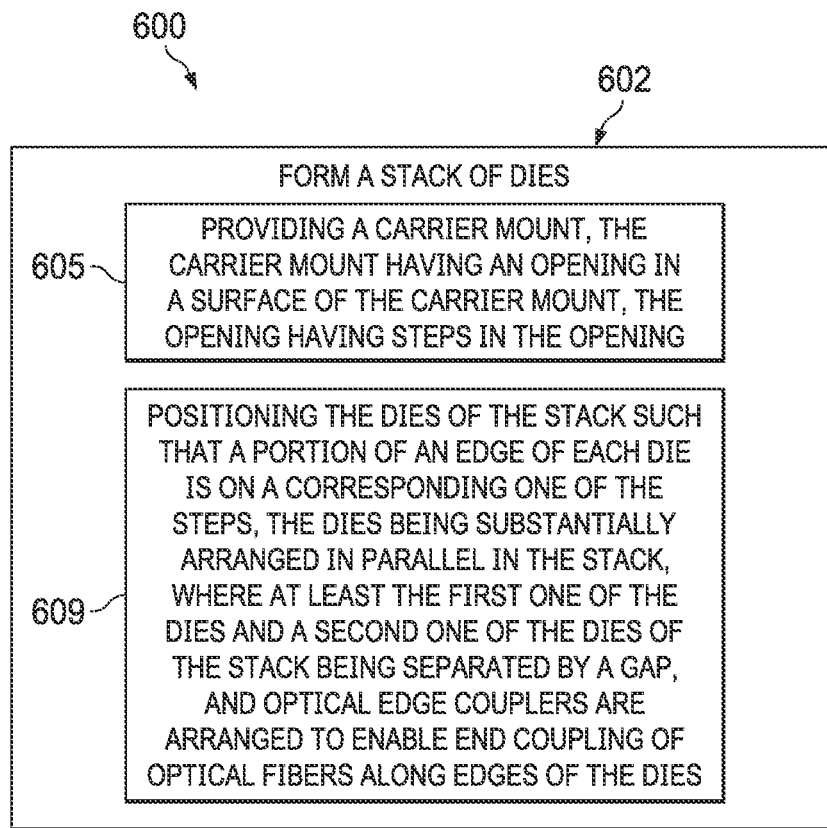 600
602
FORM A STACK OF DIES
605
PROVIDING A CARRIER MOUNT, THE
CARRIER MOUNT HAVING AN OPENING IN
A SURFACE OF THE CARRIER MOUNT, THE
OPENING HAVING STEPS IN THE OPENING
609
POSITIONING THE DIES OF THE STACK SUCH
THAT A PORTION OF AN EDGE OF EACH DIE
IS ON A CORRESPONDING ONE OF THE
STEPS, THE DIES BEING SUBSTANTIALLY
ARRANGED IN PARALLEL IN THE STACK,
WHERE AT LEAST THE FIRST ONE OF THE
DIES AND A SECOND ONE OF THE DIES OF
THE STACK BEING SEPARATED BY A GAP,
AND OPTICAL EDGE COUPLERS ARE
ARRANGED TO ENABLE END COUPLING OF
OPTICAL FIBERS ALONG EDGES OF THE DIES